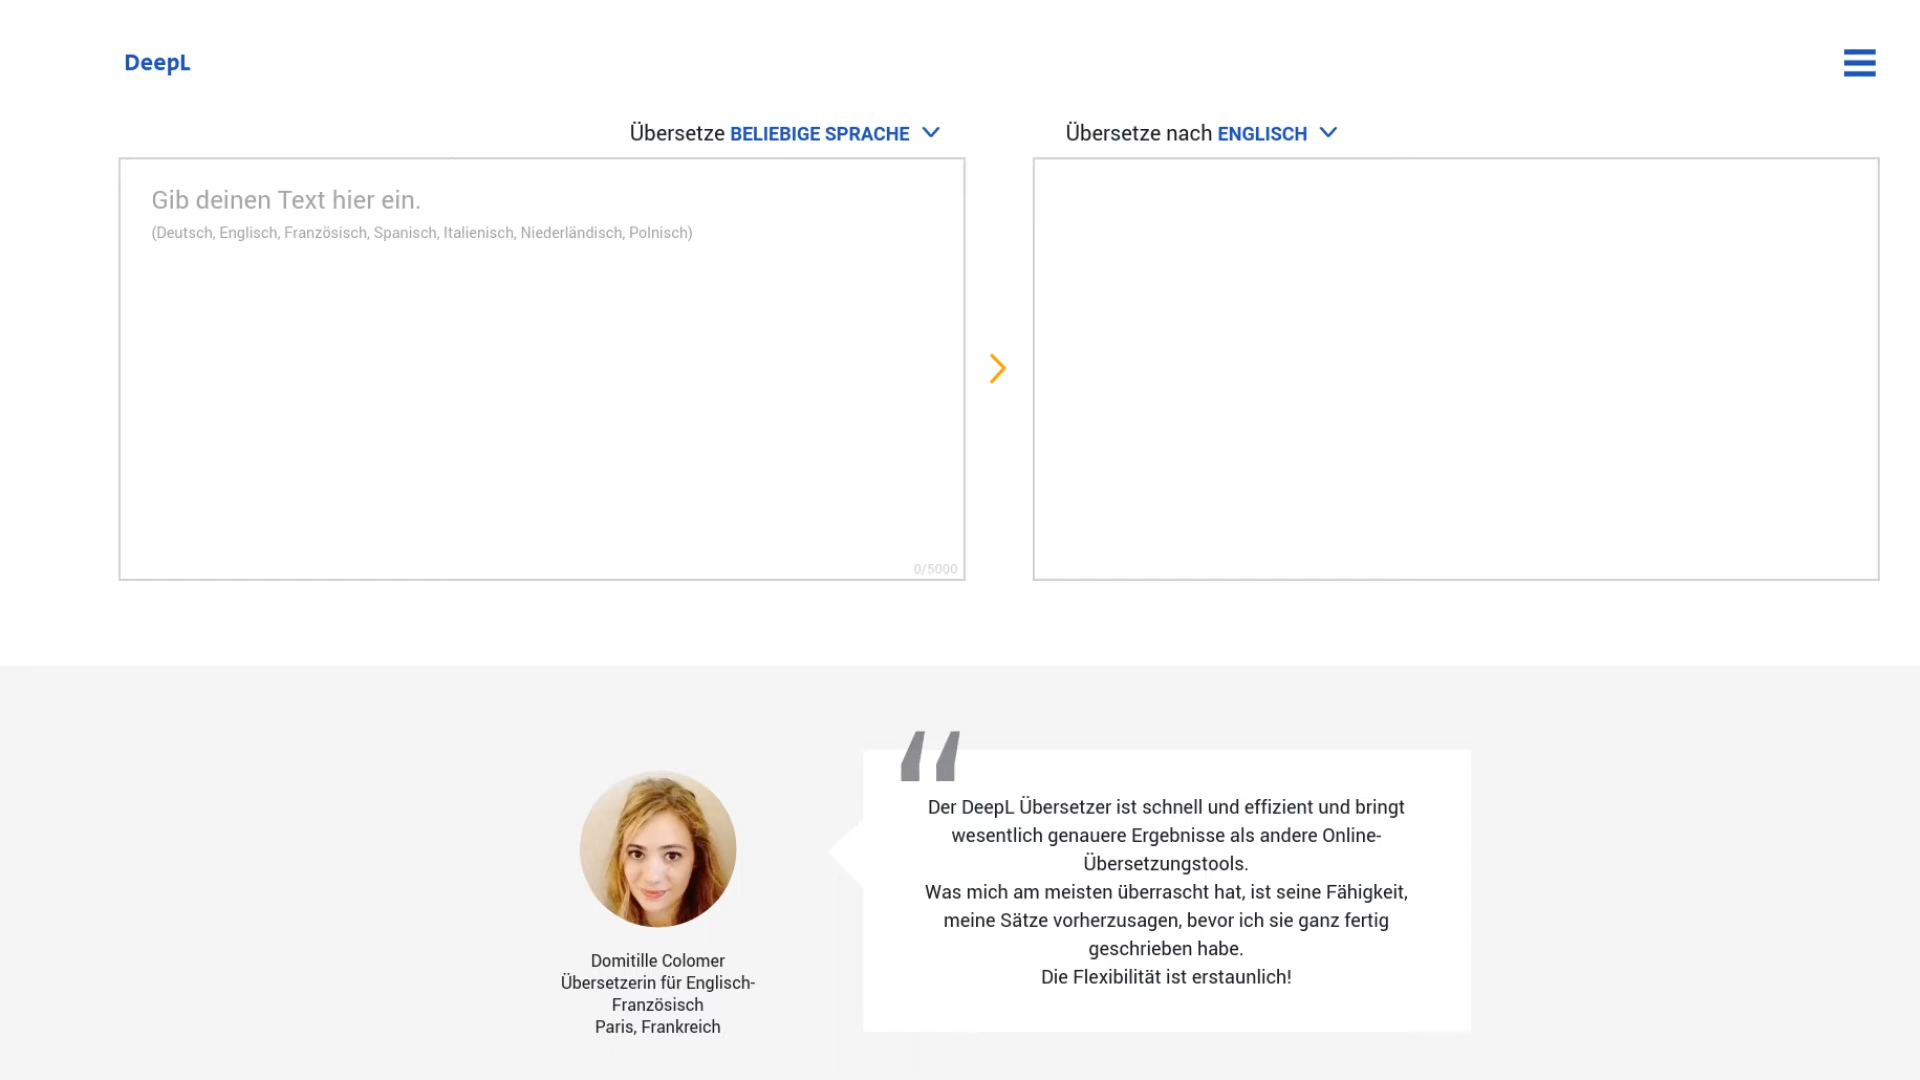 DeepL
Übersetze BELIEBIGE SPRACHE
Übersetze nach ENGLISCH
Gib deinen Text hier ein.
(Deutsch, Englisch, Französisch, Spanisch, Italienisch, Niederländisch, Polnisch)
0/5000
Domitille Colomer
Übersetzerin für Englisch-
Französisch
Paris, Frankreich
“
Der DeepL Übersetzer ist schnell und effizient und bringt
wesentlich genauere Ergebnisse als andere Online-
Übersetzungstools.
Was mich am meisten überrascht hat, ist seine Fähigkeit,
meine Sätze vorherzusagen, bevor ich sie ganz fertig
geschrieben habe.
Die Flexibilität ist erstaunlich!